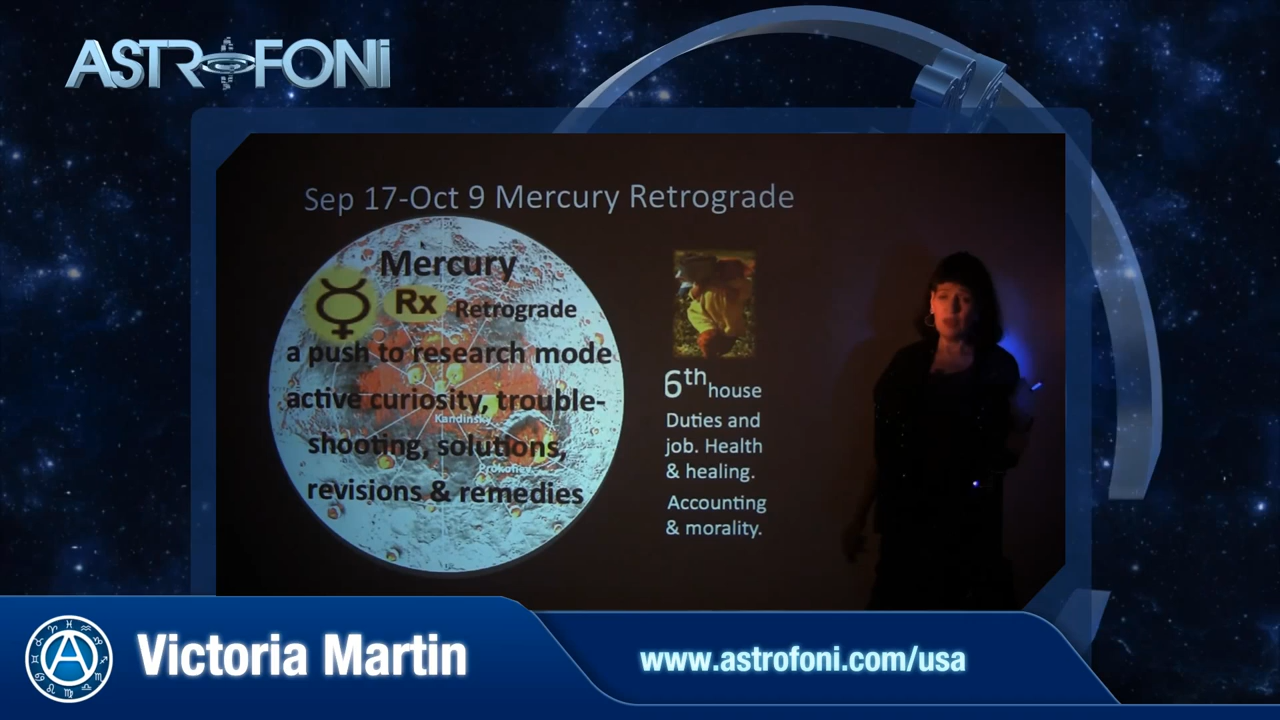 ASTROFONi
Sep 17-Oct 9 Mercury Retrograde
Mercury
Rx Retrograde
a push to research mode
active curiosity, trouble-
Kandinsky
shooting, solutions,
Prokofiev
revisions & remedies
6th house
Duties and
job. Health
& healing.
Accounting
& morality.
Victoria Martin
www.astrofoni.com/usa